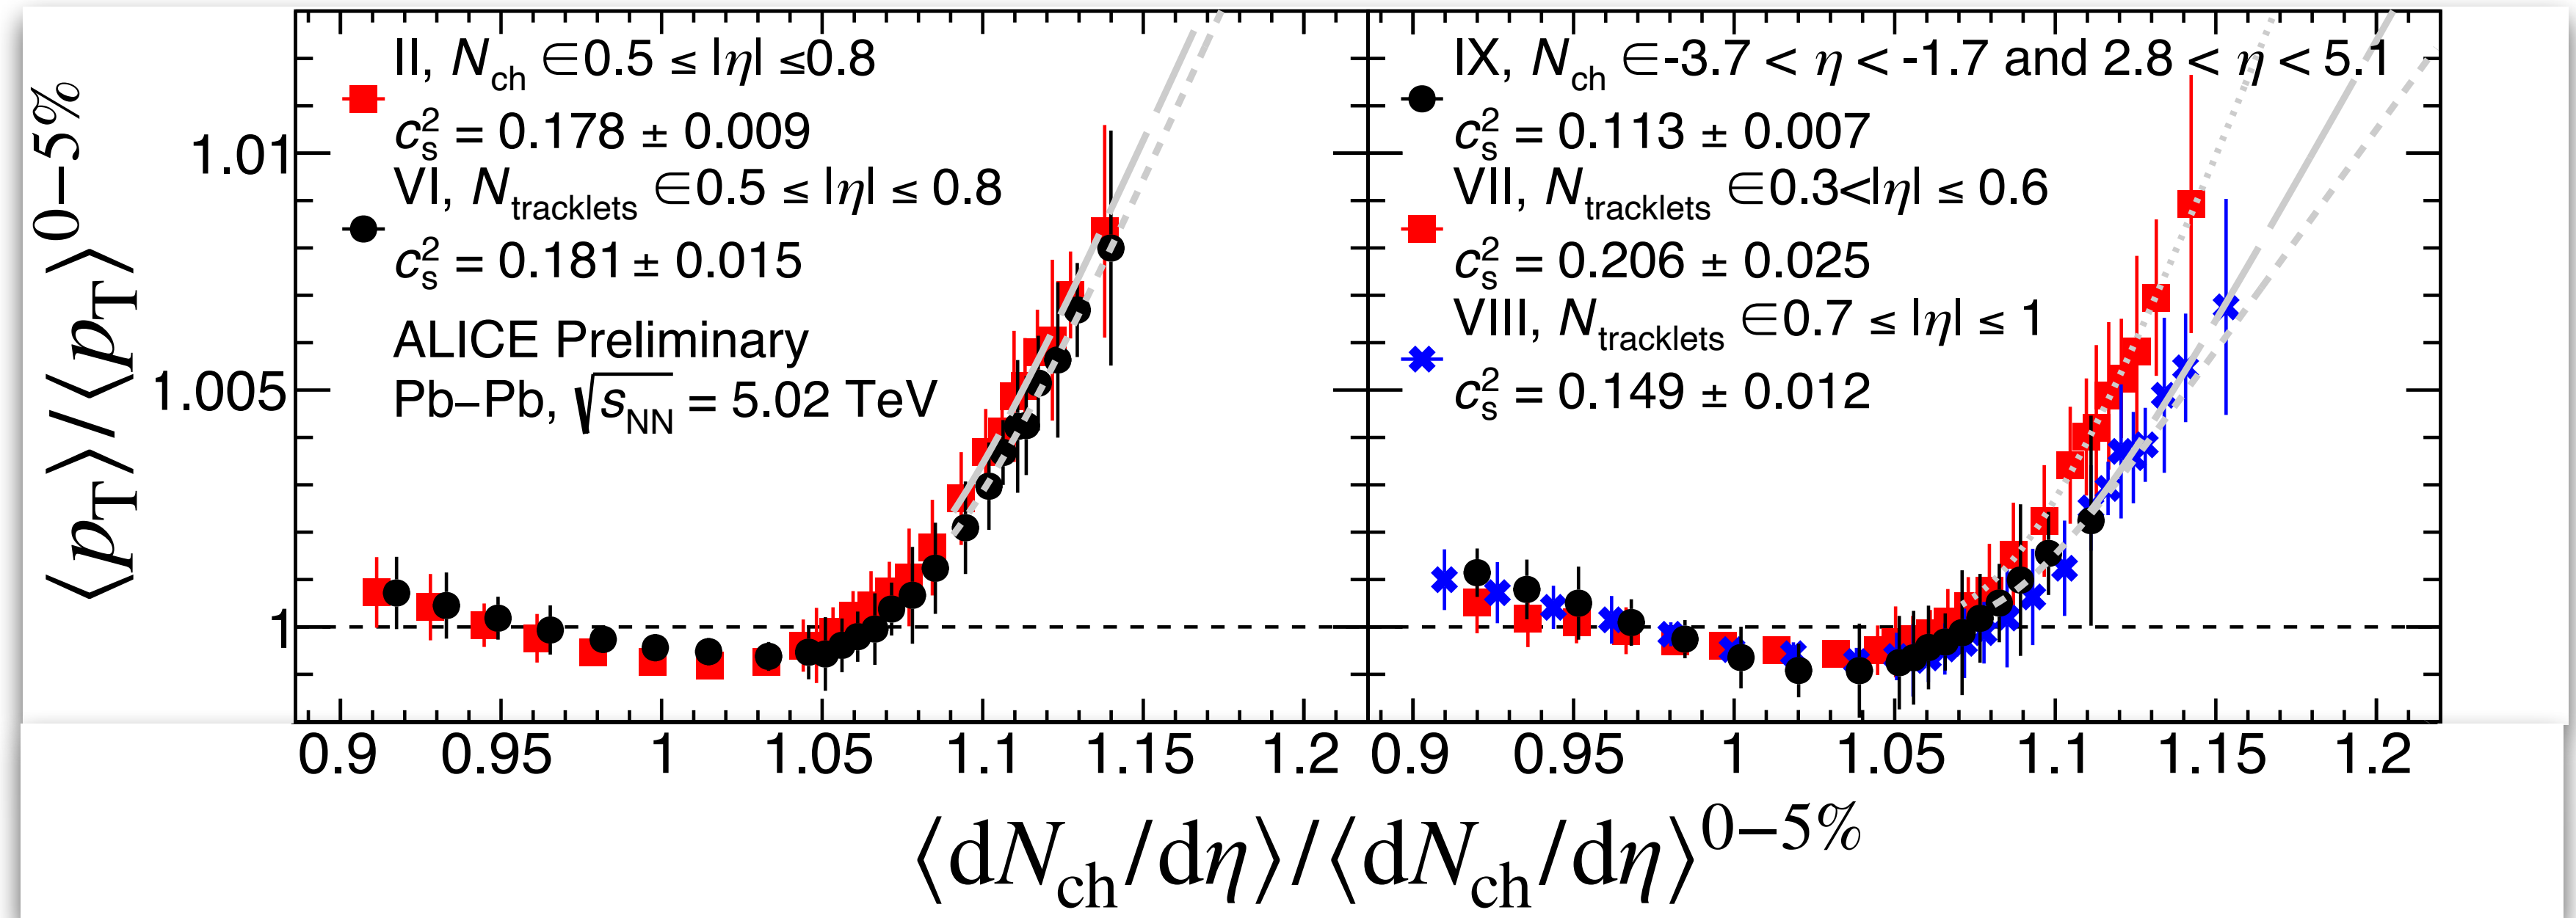 ⟨p_T⟩/⟨p_T⟩^0−5%
1.01
1.005
1
II, N_ch ∈0.5 ≤ |η| ≤0.8
c_s^2 = 0.178 ± 0.009
VI, N_tracklets ∈0.5 ≤ |η| ≤ 0.8
c_s^2 = 0.181 ± 0.015
ALICE Preliminary
Pb−Pb, √s_NN = 5.02 TeV
IX, N_ch ∈-3.7 < η < -1.7 and 2.8 < η < 5.1
c_s^2 = 0.113 ± 0.007
VII, N_tracklets ∈0.3<|η| ≤ 0.6
c_s^2 = 0.206 ± 0.025
VIII, N_tracklets ∈0.7 ≤ |η| ≤ 1
c_s^2 = 0.149 ± 0.012
0.9 0.95 1 1.05 1.1 1.15 1.2
0.9 0.95 1 1.05 1.1 1.15 1.2
⟨dN_ch/dη⟩/⟨dN_ch/dη⟩^0−5%